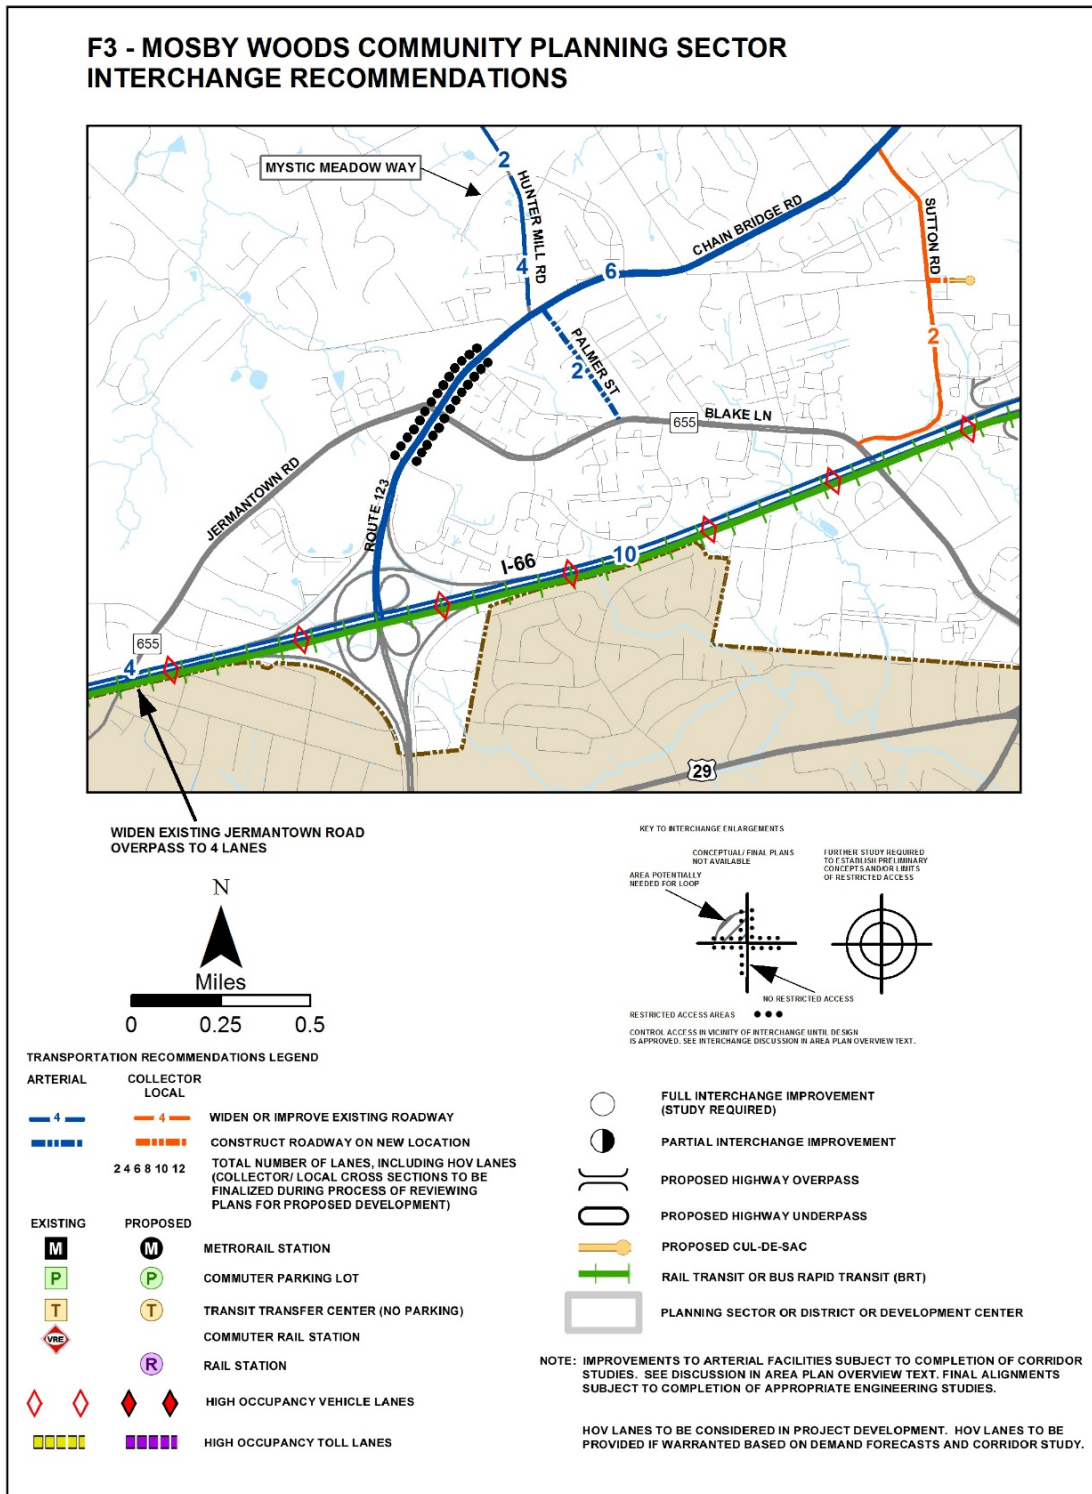 F3 - MOSBY WOODS COMMUNITY PLANNING SECTOR
INTERCHANGE RECOMMENDATIONS
MYSTIC MEADOW WAY
2
HUNTER MILL RD
4
6
CHAIN BRIDGE RD
SUTTON RD
2
PALMER ST
2
655
BLAKE LN
JERMANTOWN RD
ROUTE 123
I-66
10
655
4
29
WIDEN EXISTING JERMANTOWN ROAD
OVERPASS TO 4 LANES
N
Miles
0 0.25 0.5
KEY TO INTERCHANGE ENLARGEMENTS
CONCEPTUAL/ FINAL PLANS
NOT AVAILABLE
AREA POTENTIALLY
NEEDED FOR LOOP
FURTHER STUDY REQUIRED
TO ESTABLISH PRELIMINARY
CONCEPTS AND/OR LIMITS
OF RESTRICTED ACCESS
NO RESTRICTED ACCESS
RESTRICTED ACCESS AREAS
CONTROL ACCESS IN VICINITY OF INTERCHANGE UNTIL DESIGN
IS APPROVED. SEE INTERCHANGE DISCUSSION IN AREA PLAN OVERVIEW TEXT.
TRANSPORTATION RECOMMENDATIONS LEGEND
ARTERIAL COLLECTOR
LOCAL
4 4 WIDEN OR IMPROVE EXISTING ROADWAY
CONSTRUCT ROADWAY ON NEW LOCATION
2 4 6 8 10 12 TOTAL NUMBER OF LANES, INCLUDING HOV LANES
(COLLECTOR/ LOCAL CROSS SECTIONS TO BE
FINALIZED DURING PROCESS OF REVIEWING
PLANS FOR PROPOSED DEVELOPMENT)
EXISTING PROPOSED
M M METRORAIL STATION
P P COMMUTER PARKING LOT
T T TRANSIT TRANSFER CENTER (NO PARKING)
VRE COMMUTER RAIL STATION
R RAIL STATION
HIGH OCCUPANCY VEHICLE LANES
HIGH OCCUPANCY TOLL LANES
FULL INTERCHANGE IMPROVEMENT
(STUDY REQUIRED)
PARTIAL INTERCHANGE IMPROVEMENT
PROPOSED HIGHWAY OVERPASS
PROPOSED HIGHWAY UNDERPASS
PROPOSED CUL-DE-SAC
RAIL TRANSIT OR BUS RAPID TRANSIT (BRT)
PLANNING SECTOR OR DISTRICT OR DEVELOPMENT CENTER
NOTE: IMPROVEMENTS TO ARTERIAL FACILITIES SUBJECT TO COMPLETION OF CORRIDOR
STUDIES. SEE DISCUSSION IN AREA PLAN OVERVIEW TEXT. FINAL ALIGNMENTS
SUBJECT TO COMPLETION OF APPROPRIATE ENGINEERING STUDIES.
HOV LANES TO BE CONSIDERED IN PROJECT DEVELOPMENT. HOV LANES TO BE
PROVIDED IF WARRANTED BASED ON DEMAND FORECASTS AND CORRIDOR STUDY.